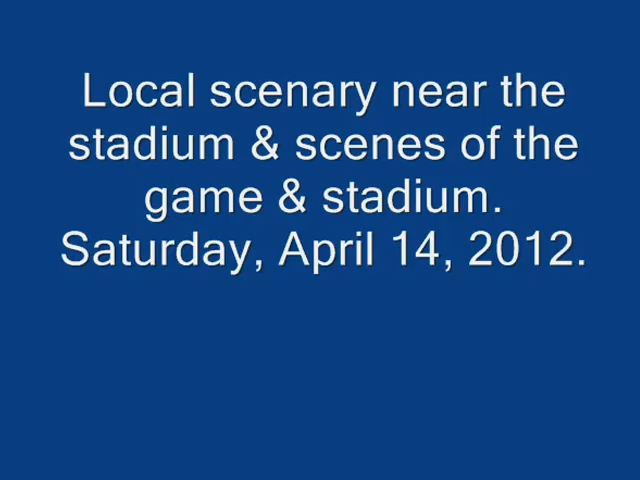 Local scenary near the
stadium & scenes of the
game & stadium.
Saturday, April 14, 2012.